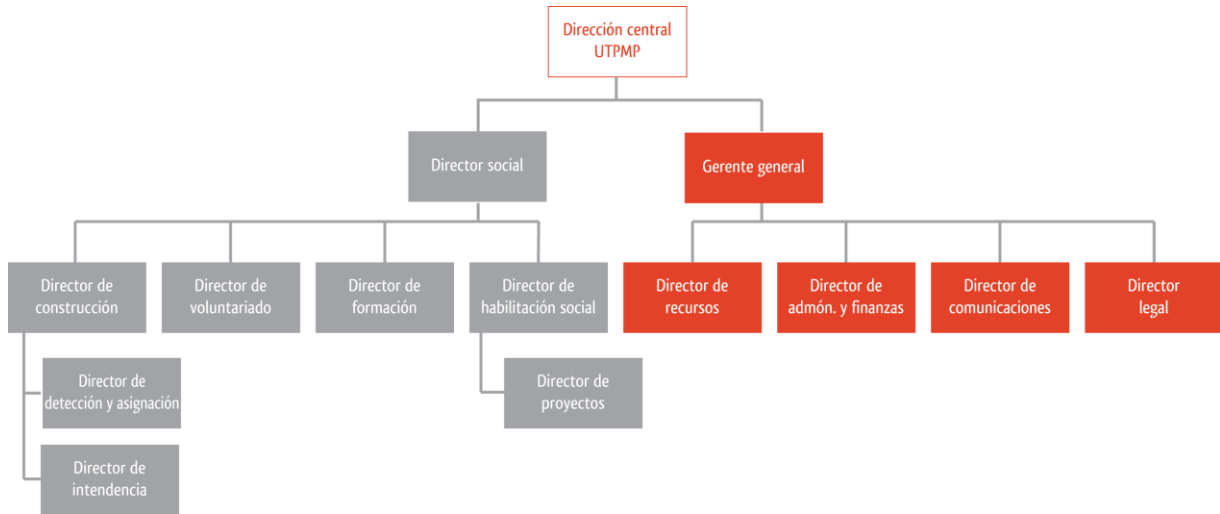 Dirección central
UTPMP
Director social
Gerente general
Director de
construcción
Director de
voluntariado
Director de
formación
Director de
habilitación social
Director de
recursos
Director de
admón. y finanzas
Director de
comunicaciones
Director
legal
Director de
detección y asignación
Director de
proyectos
Director de
intendencia